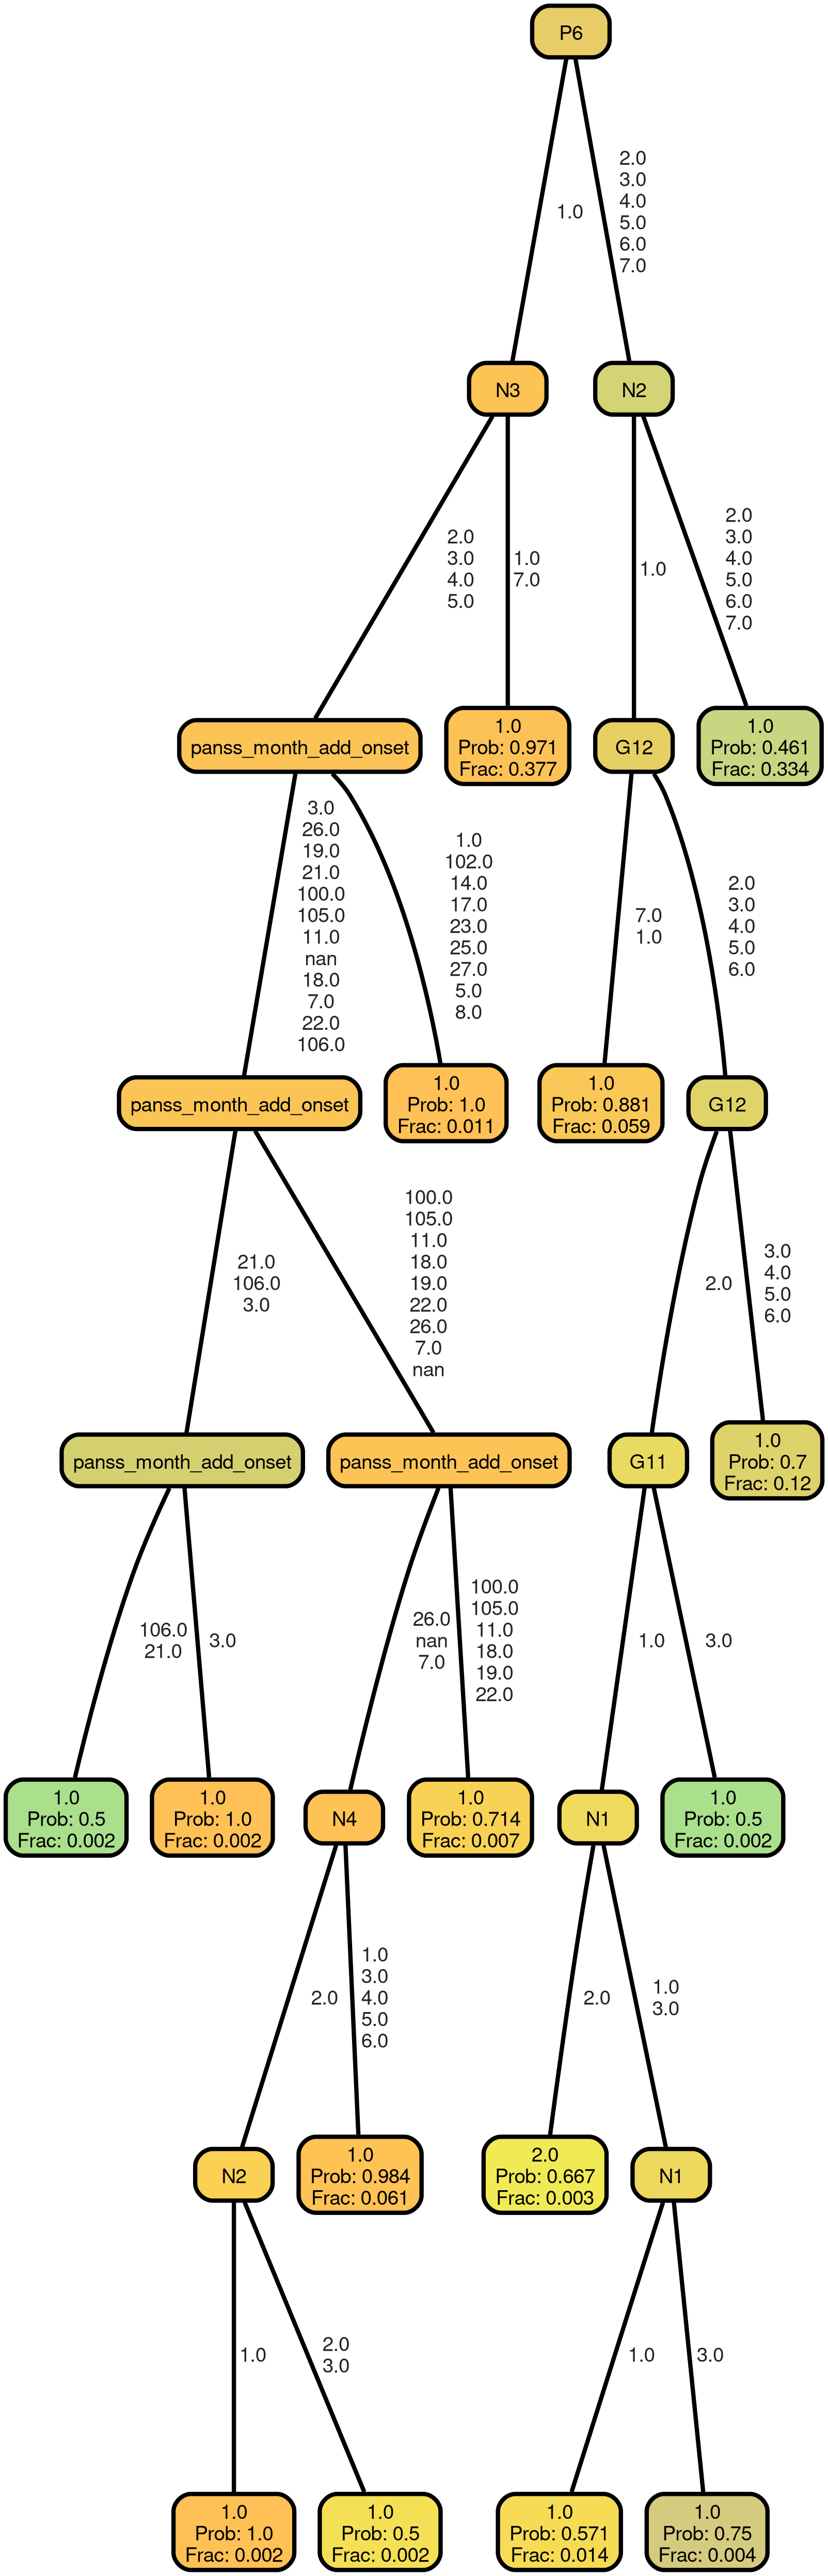 P6
1.0
2.0
3.0
4.0
5.0
6.0
7.0
N3
N2
2.0
3.0
4.0
5.0
1.0
7.0
1.0
2.0
3.0
4.0
5.0
6.0
7.0
panss_month_add_onset
1.0
Prob: 0.971
Frac: 0.377
G12
1.0
Prob: 0.461
Frac: 0.334
3.0
26.0
19.0
21.0
100.0
105.0
11.0
nan
18.0
7.0
22.0
106.0
1.0
102.0
14.0
17.0
23.0
25.0
27.0
5.0
8.0
7.0
1.0
2.0
3.0
4.0
5.0
6.0
panss_month_add_onset
1.0
Prob: 1.0
Frac: 0.011
1.0
Prob: 0.881
Frac: 0.059
G12
21.0
106.0
3.0
100.0
105.0
11.0
18.0
19.0
22.0
26.0
7.0
nan
2.0
3.0
4.0
5.0
6.0
panss_month_add_onset
panss_month_add_onset
G11
1.0
Prob: 0.7
Frac: 0.12
106.0
21.0
3.0
26.0
nan
7.0
100.0
105.0
11.0
18.0
19.0
22.0
1.0
3.0
1.0
Prob: 0.5
Frac: 0.002
1.0
Prob: 1.0
Frac: 0.002
N4
1.0
Prob: 0.714
Frac: 0.007
N1
1.0
Prob: 0.5
Frac: 0.002
2.0
1.0
3.0
4.0
5.0
6.0
2.0
1.0
3.0
N2
1.0
Prob: 0.984
Frac: 0.061
2.0
Prob: 0.667
Frac: 0.003
N1
1.0
2.0
3.0
1.0
3.0
1.0
Prob: 1.0
Frac: 0.002
1.0
Prob: 0.5
Frac: 0.002
1.0
Prob: 0.571
Frac: 0.014
1.0
Prob: 0.75
Frac: 0.004